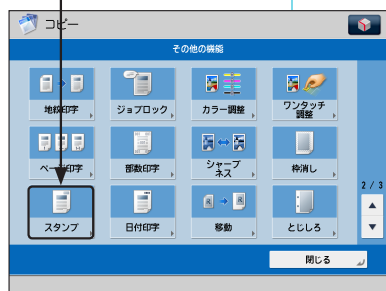 コピー
その他の機能
地紋印字 ジョブロック カラー調整 ワンタッチ調整
ページ印字 部数印字 シャープネス 枠消し
2 / 3
スタンプ 日付印字 移動 とじしろ
閉じる